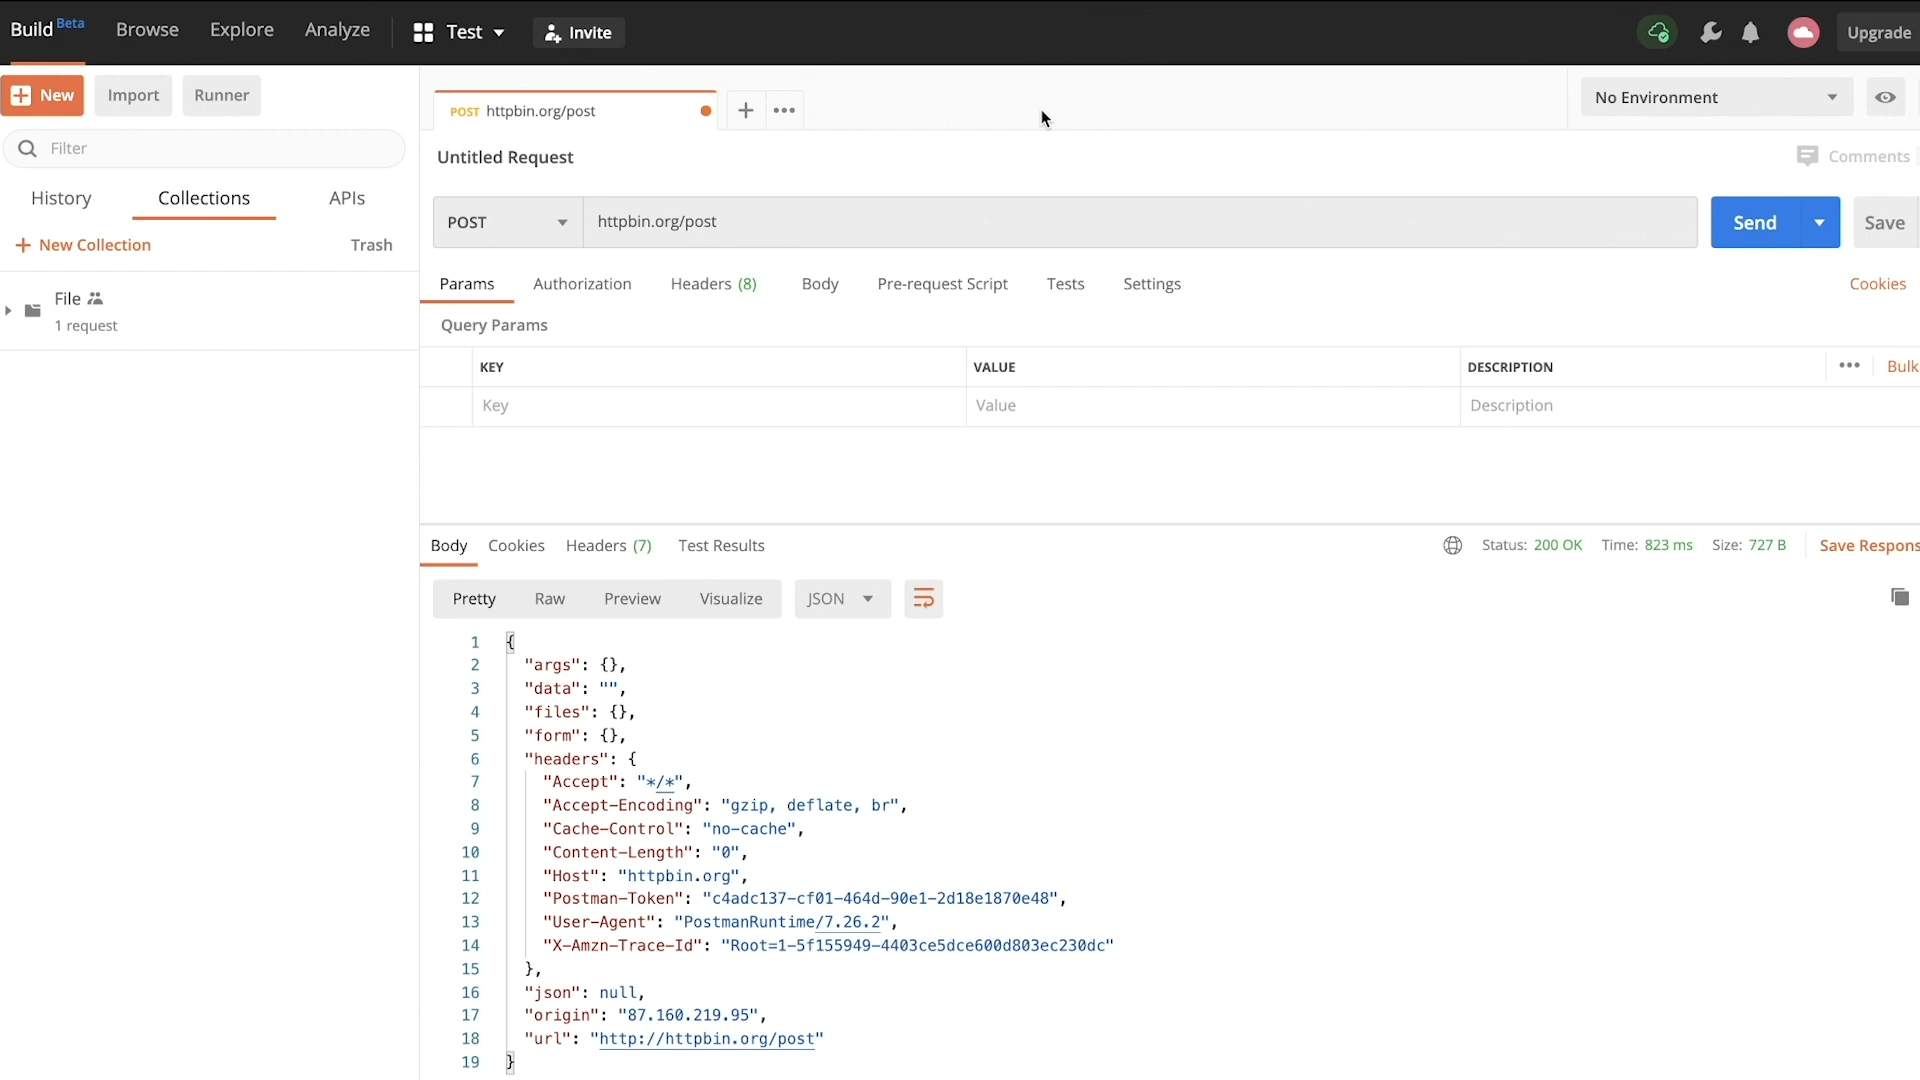 Build Beta Browse Explore Analyze Test Invite Upgrade
New Import Runner
POST httpbin.org/post
No Environment
Filter
Untitled Request
Comments
History Collections APIs
POST httpbin.org/post Send Save
New Collection Trash
Params Authorization Headers (8) Body Pre-request Script Tests Settings Cookies
File
1 request
Query Params
KEY VALUE DESCRIPTION Bulk
Key Value Description
Body Cookies Headers (7) Test Results Status: 200 OK Time: 823 ms Size: 727 B Save Respons
Pretty Raw Preview Visualize JSON
1 {
2 "args": {},
3 "data": "",
4 "files": {},
5 "form": {},
6 "headers": {
7 "Accept": "*/*",
8 "Accept-Encoding": "gzip, deflate, br",
9 "Cache-Control": "no-cache",
10 "Content-Length": "0",
11 "Host": "httpbin.org",
12 "Postman-Token": "c4adc137-cf01-464d-90e1-2d18e1870e48",
13 "User-Agent": "PostmanRuntime/7.26.2",
14 "X-Amzn-Trace-Id": "Root=1-5f155949-4403ce5dce600d803ec230dc"
15 },
16 "json": null,
17 "origin": "87.160.219.95",
18 "url": "http://httpbin.org/post"
19 }